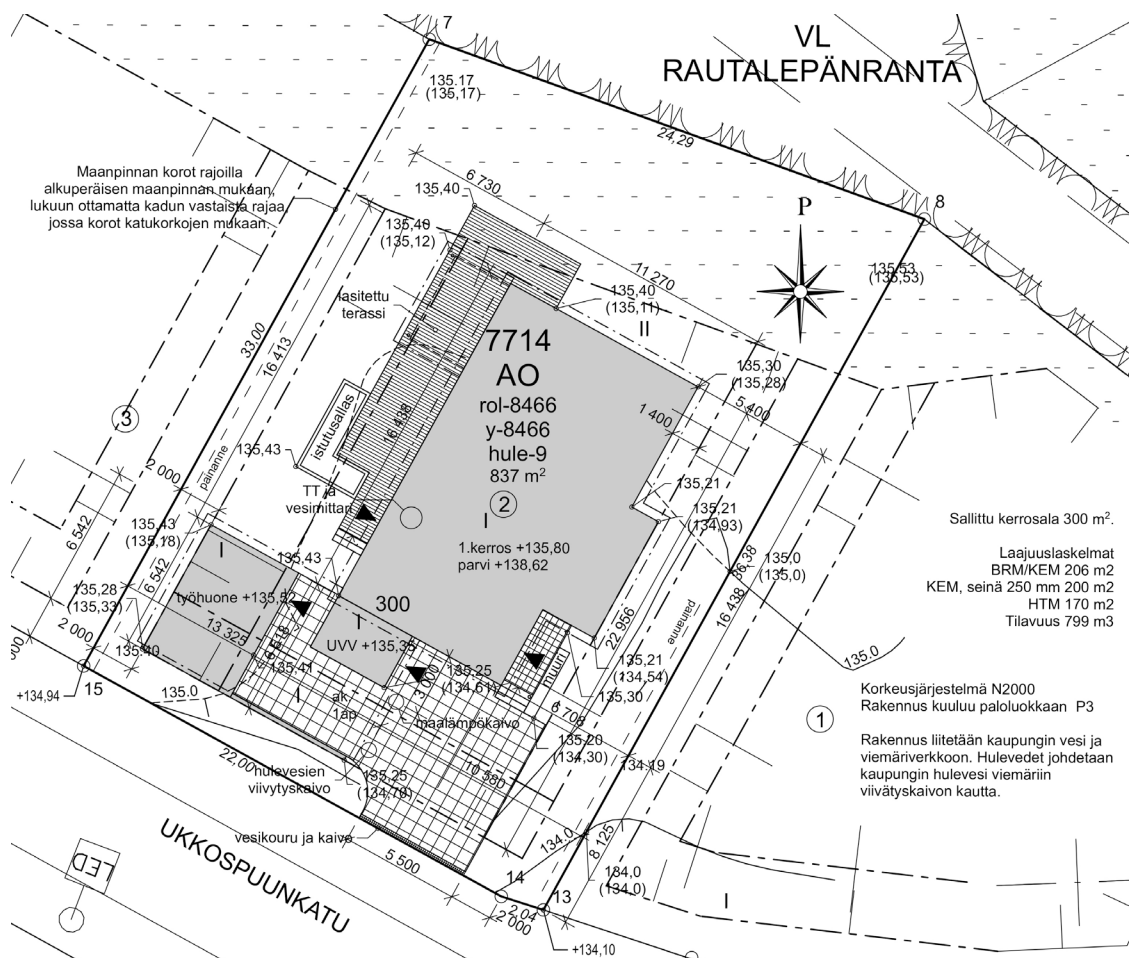 7
VL
RAUTALEPÄNRANTA
135.17
(135,17)
24,29
Maanpinnan korot rajoilla
alkuperäisen maanpinnan mukaan,
lukuun ottamatta kadun vastaista rajaa,
jossa korot katukorkojen mukaan.
6 730
135,40
8
P
135,40
(135,12)
11 270
135,53
(135,53)
135,40
(135,11)
II
lasitettu
terassi
33,00
16 413
7714
AO
rol-8466
y-8466
hule-9
837 m²
2
I
1.kerros +135,80
parvi +138,62
135,30
(135,28)
5 400
1 400
3
istutusallas
16 438
135,43
painanne
2 000
TT ja
vesimittari
135,21
135,21
(134,93)
Sallittu kerrosala 300 m².
6 542
135,43
(135,18)
I
135,43
36,38
135,0
(135,0)
Laajuuslaskelmat
BRM/KEM 206 m2
KEM, seinä 250 mm 200 m2
HTM 170 m2
Tilavuus 799 m3
135,28
(135,33)
6 542
työhuone +135,52
300
I
UVV +135,35
16 438
painanne
22 956
2 000
13 325
6 518
135.40
135,41
3 000
135,25
(134,61)
muuri
135,21
(134,54)
135,30
135.0
+134,94
15
135.0
I
ak.
1ap
maalämpökaivo
6 708
135,20
(134,30)
134.19
Korkeusjärjestelmä N2000
Rakennus kuuluu paloluokkaan P3
1
Rakennus liitetään kaupungin vesi ja
viemäriverkkoon. Hulevedet johdetaan
kaupungin hulevesi viemäriin
viivätyskaivon kautta.
22,00
hulevesien
viivytyskaivo
135,25
(134,70)
10 580
vesikouru ja kaivo
134.0
8 125
UKKOSPUUNKATU
5 500
LED
14
13
184,0
(134,0)
I
2,04
2 000
+134,10